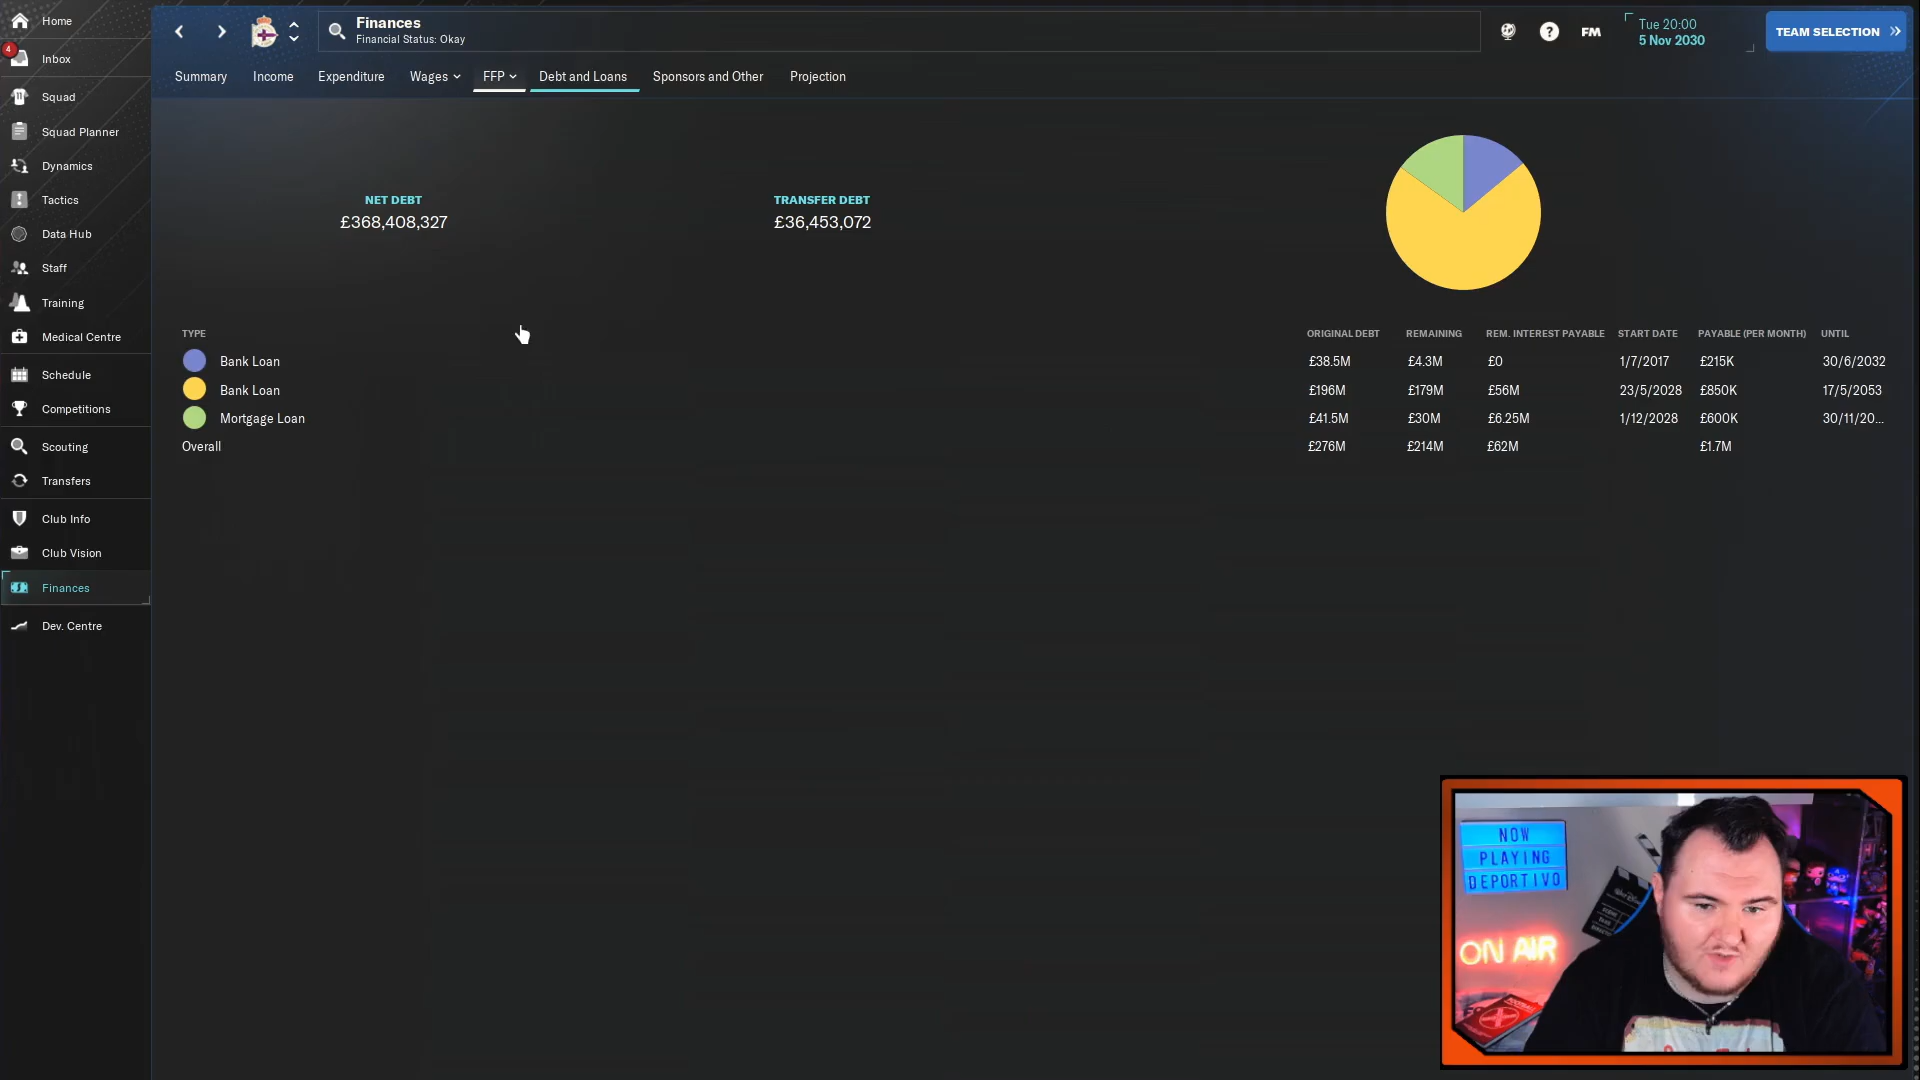 Home
4
Inbox
Squad
Squad Planner
Dynamics
Tactics
Data Hub
Staff
Training
Medical Centre
Schedule
Competitions
Scouting
Transfers
Club Info
Club Vision
Finances
Dev. Centre
Finances
Financial Status: Okay
FM
Tue 20:00
5 Nov 2030
TEAM SELECTION
Summary
Income
Expenditure
Wages
FFP
Debt and Loans
Sponsors and Other
Projection
NET DEBT
£368,408,327
TRANSFER DEBT
£36,453,072
TYPE ORIGINAL DEBT REMAINING REM. INTEREST PAYABLE START DATE PAYABLE (PER MONTH) UNTIL
Bank Loan £38.5M £4.3M £0 1/7/2017 £215K 30/6/2032
Bank Loan £196M £179M £56M 23/5/2028 £850K 17/5/2053
Mortgage Loan £41.5M £30M £6.25M 1/12/2028 £600K 30/11/20...
Overall £276M £214M £62M £1.7M
NOW
PLAYING
DEPORTIVO
ON AIR